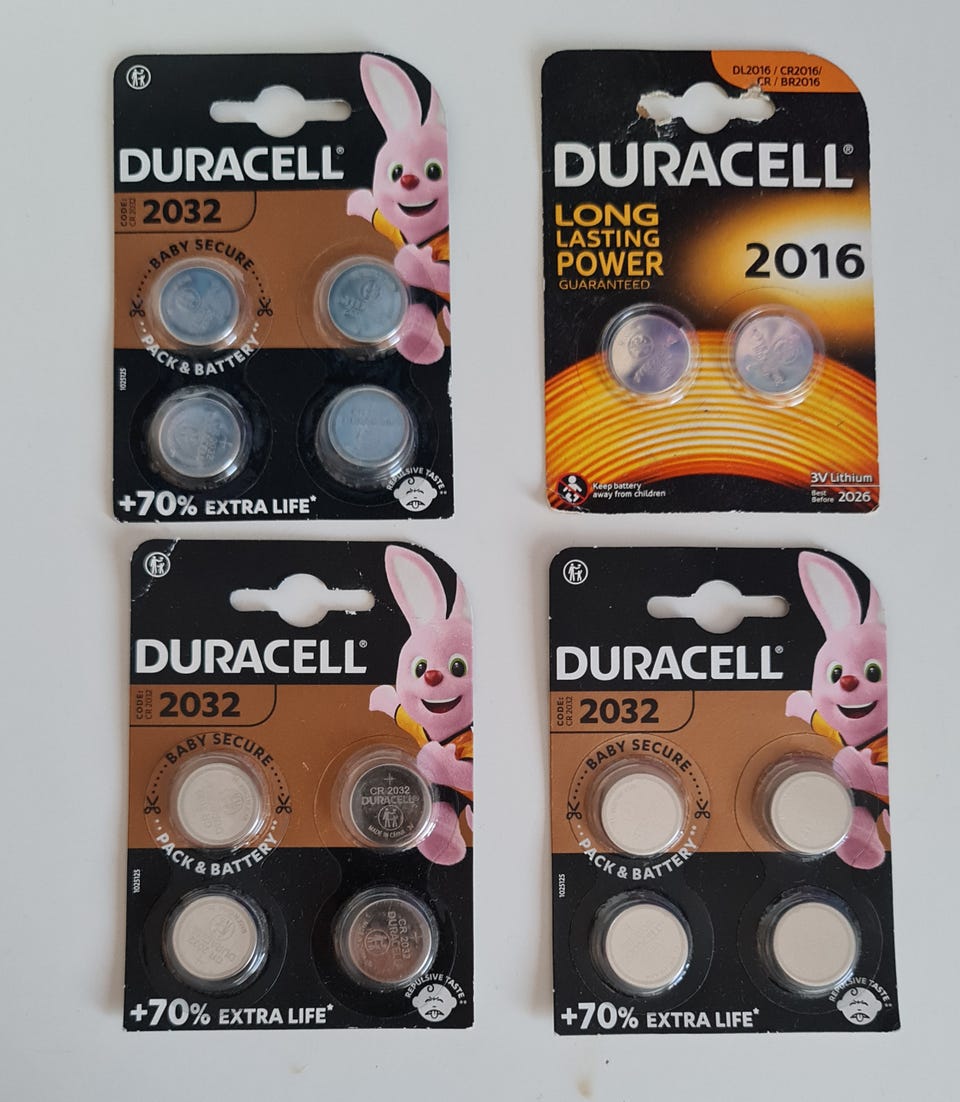 DURACELL®
CODE:
CR 2032
2032
BABY SECURE
PACK & BATTERY
1025125
+70% EXTRA LIFE*
REPULSIVE TASTE
DL2016 / CR2016/
CR / BR2016
DURACELL®
LONG
LASTING
POWER
GUARANTEED
2016
Keep battery
away from children
3V Lithium
Best
Before 2026
DURACELL®
CODE:
CR 2032
2032
BABY SECURE
PACK & BATTERY
CR 2032
DURACELL®
MADE IN CHINA
CR 2032
DURACELL
1025125
+70% EXTRA LIFE*
REPULSIVE TASTE
DURACELL®
CODE:
CR 2032
2032
BABY SECURE
PACK & BATTERY
1025125
+70% EXTRA LIFE*
REPULSIVE TASTE